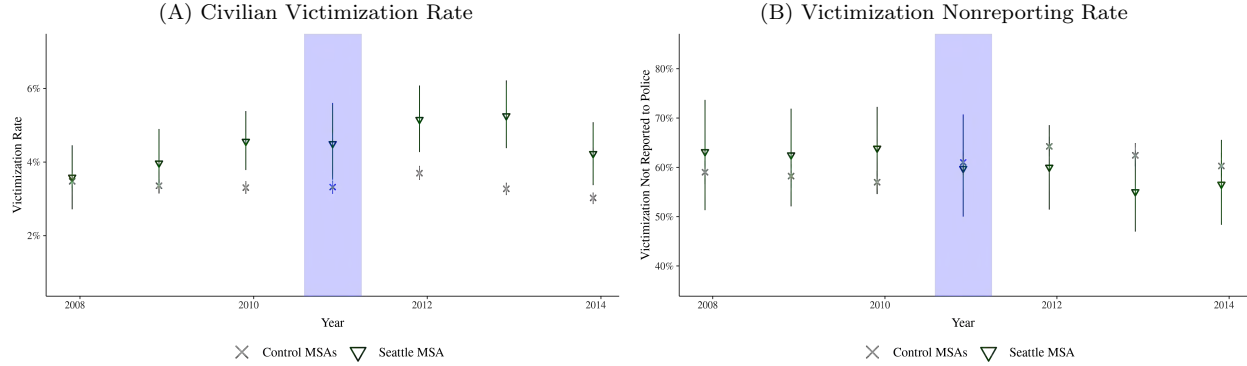 (A) Civilian Victimization Rate
Victimization Rate
6%
4%
2%
2008
2010
2012
2014
Year
Control MSAs
Seattle MSA
(B) Victimization Nonreporting Rate
Victimization Not Reported to Police
80%
70%
60%
50%
40%
2008
2010
2012
2014
Year
Control MSAs
Seattle MSA